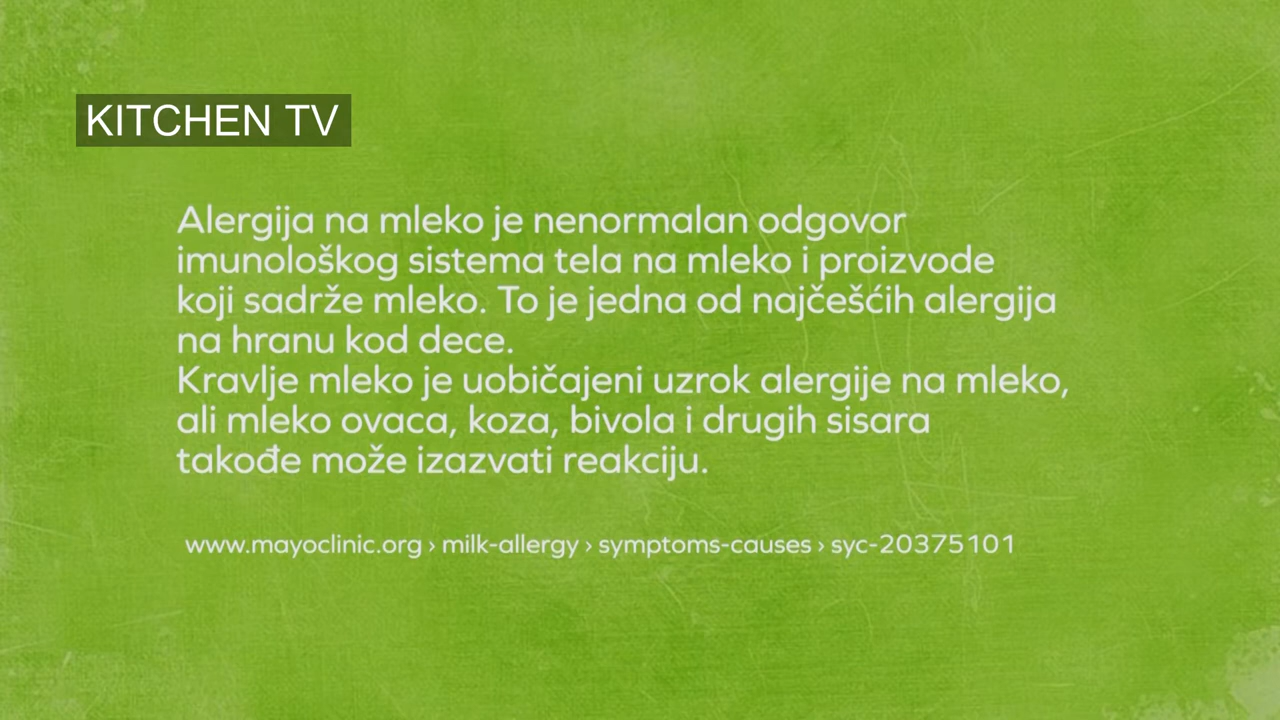 KITCHEN TV
Alergija na mleko je nenormalan odgovor
imunološkog sistema tela na mleko i proizvode
koji sadrže mleko. To je jedna od najčešćih alergija
na hranu kod dece.
Kravlje mleko je uobičajeni uzrok alergije na mleko,
ali mleko ovaca, koza, bivola i drugih sisara
takođe može izazvati reakciju.
www.mayoclinic.org › milk-allergy › symptoms-causes › syc-20375101